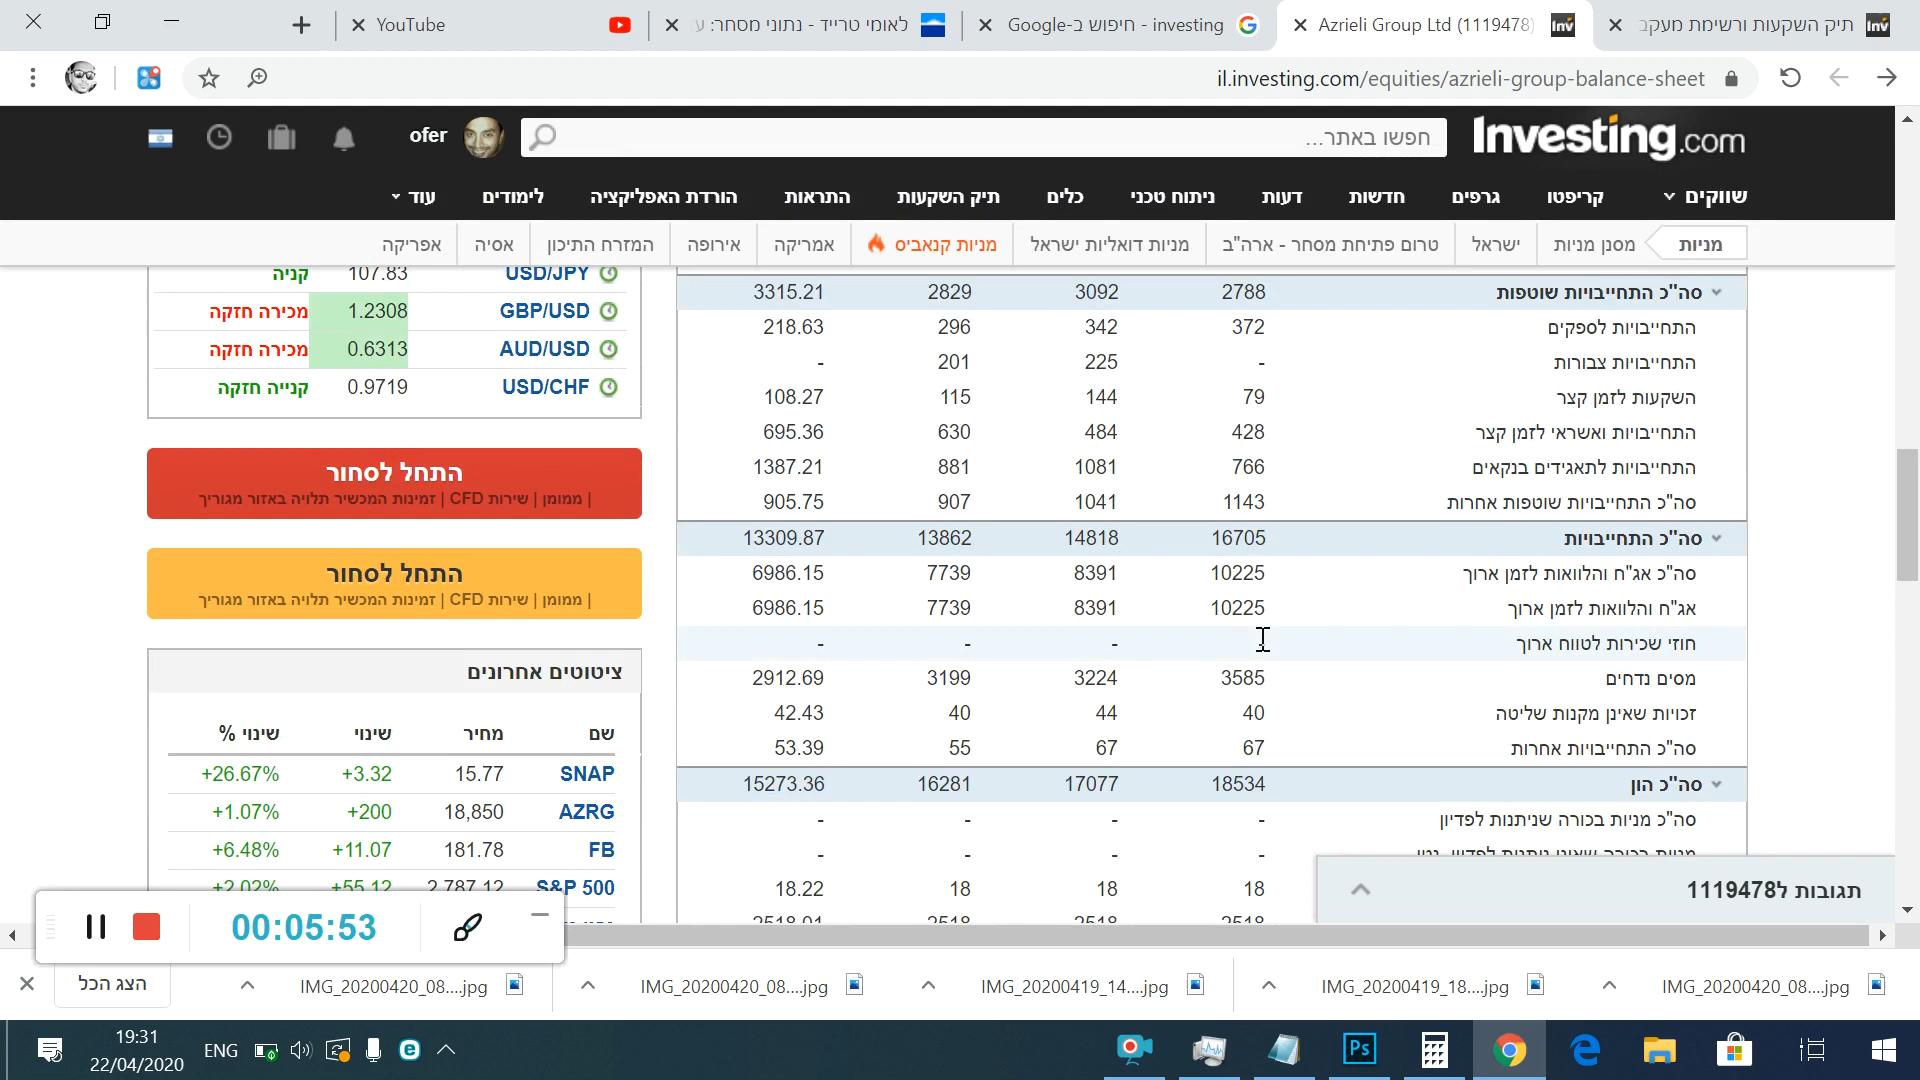 תיק השקעות ורשימת מעקב
Azrieli Group Ltd (1119478)
investing - חיפוש ב-Google
לאומי טרייד - נתוני מסחר:
YouTube
il.investing.com/equities/azrieli-group-balance-sheet
Investing.com
חפשו באתר...
ofer
שווקים
קריפטו
גרפים
חדשות
דעות
ניתוח טכני
כלים
תיק השקעות
התראות
הורדת האפליקציה
לימודים
עוד
מניות
מסנן מניות
ישראל
טרום פתיחת מסחר - ארה"ב
מניות דואליות ישראל
מניות קנאביס
אמריקה
אירופה
המזרח התיכון
אסיה
אפריקה
סה"כ התחייבויות שוטפות 2788 3092 2829 3315.21
התחייבויות לספקים 372 342 296 218.63
התחייבויות צבורות - 225 201 -
השקעות לזמן קצר 79 144 115 108.27
התחייבויות ואשראי לזמן קצר 428 484 630 695.36
התחייבויות לתאגידים בנקאים 766 1081 881 1387.21
סה"כ התחייבויות שוטפות אחרות 1143 1041 907 905.75
סה"כ התחייבויות 16705 14818 13862 13309.87
סה"כ אג"ח והלוואות לזמן ארוך 10225 8391 7739 6986.15
אג"ח והלוואות לזמן ארוך 10225 8391 7739 6986.15
חוזי שכירות לטווח ארוך - - -
מסים נדחים 3585 3224 3199 2912.69
זכויות שאינן מקנות שליטה 40 44 40 42.43
סה"כ התחייבויות אחרות 67 67 55 53.39
סה"כ הון 18534 17077 16281 15273.36
סה"כ מניות בכורה שניתנות לפדיון - - - -
- - - -
18 18 18 18.22
2518 2518 2518 2518.01
תגובות ל1119478
USD/JPY 107.83 קניה
GBP/USD 1.2308 מכירה חזקה
AUD/USD 0.6313 מכירה חזקה
USD/CHF 0.9719 קנייה חזקה
התחל לסחור
| ממומן | שירות CFD | זמינות המכשיר תלויה באזור מגוריך
התחל לסחור
| ממומן | שירות CFD | זמינות המכשיר תלויה באזור מגוריך
ציטוטים אחרונים
שם מחיר שינוי שינוי %
SNAP 15.77 +3.32 +26.67%
AZRG 18,850 +200 +1.07%
FB 181.78 +11.07 +6.48%
S&P 500 2,787.12 +55.12 +2.02%
00:05:53
IMG_20200420_08....jpg
IMG_20200419_18....jpg
IMG_20200419_14....jpg
IMG_20200420_08....jpg
IMG_20200420_08....jpg
הצג הכל
Ps
ENG
19:31
22/04/2020